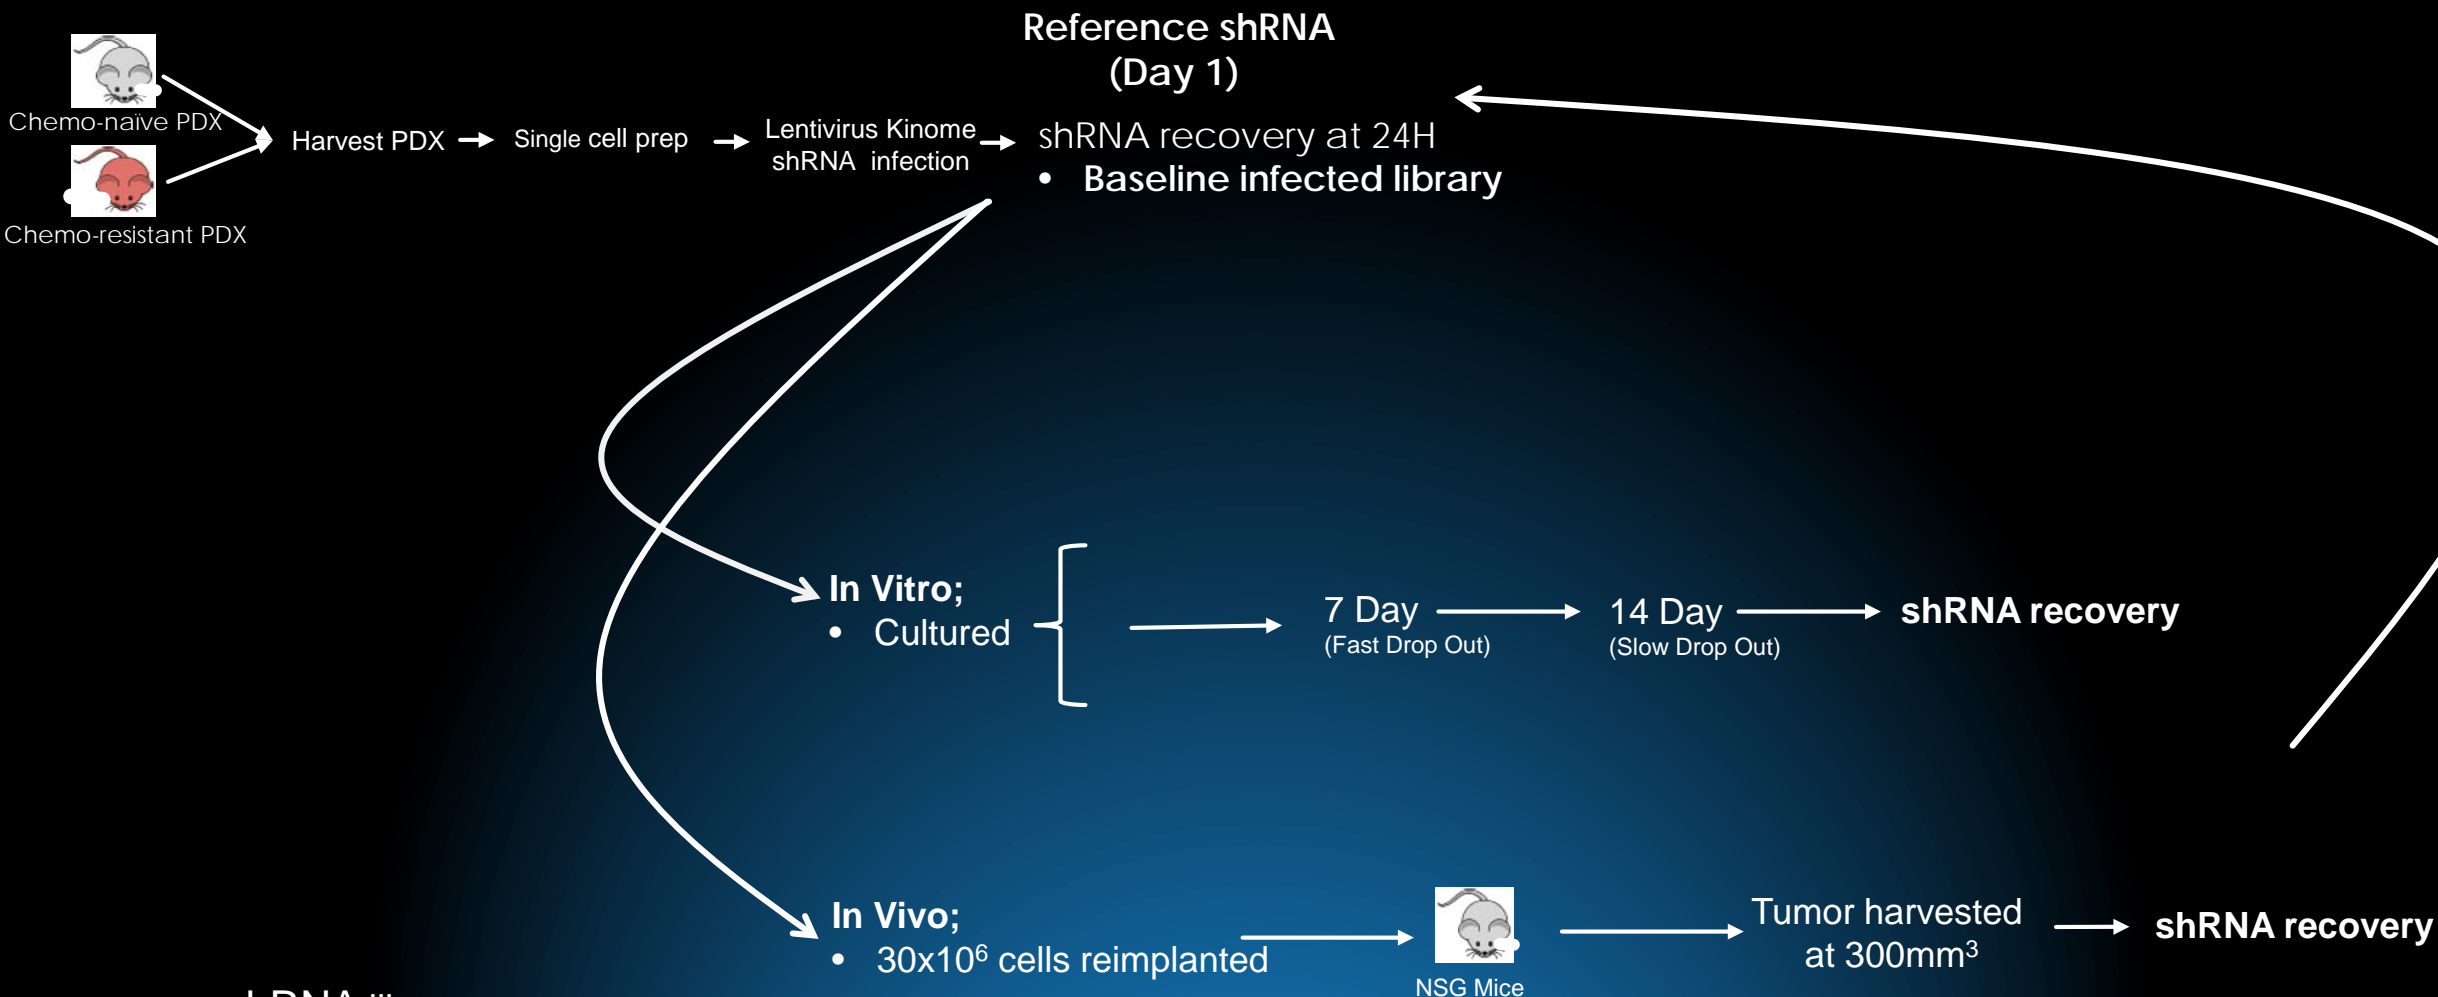 Reference shRNA
(Day 1)
Chemo-naïve PDX
Chemo-resistant PDX
Harvest PDX
Single cell prep
Lentivirus Kinome
shRNA infection
shRNA recovery at 24H
• Baseline infected library
In Vitro;
• Cultured
7 Day
(Fast Drop Out)
14 Day
(Slow Drop Out)
shRNA recovery
In Vivo;
• 30x10⁶ cells reimplanted
NSG Mice
Tumor harvested
at 300mm³
shRNA recovery